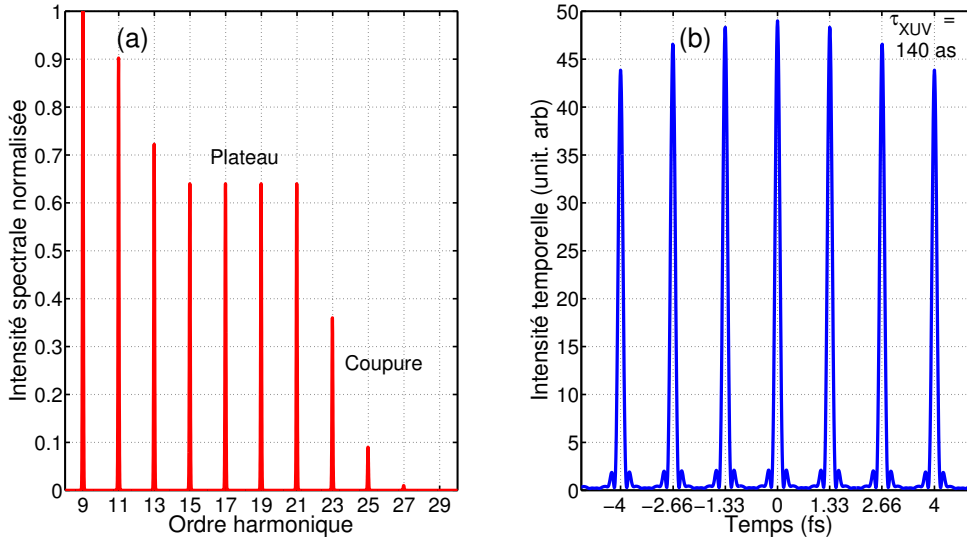 (a)
Intensité spectrale normalisée
1
0.9
0.8
0.7
0.6
0.5
0.4
0.3
0.2
0.1
0
Plateau
Coupure
9 11 13 15 17 19 21 23 25 27 29
Ordre harmonique
(b)
τXUV =
140 as
Intensité temporelle (unit. arb)
50
45
40
35
30
25
20
15
10
5
0
−4 −2.66 −1.33 0 1.33 2.66 4
Temps (fs)